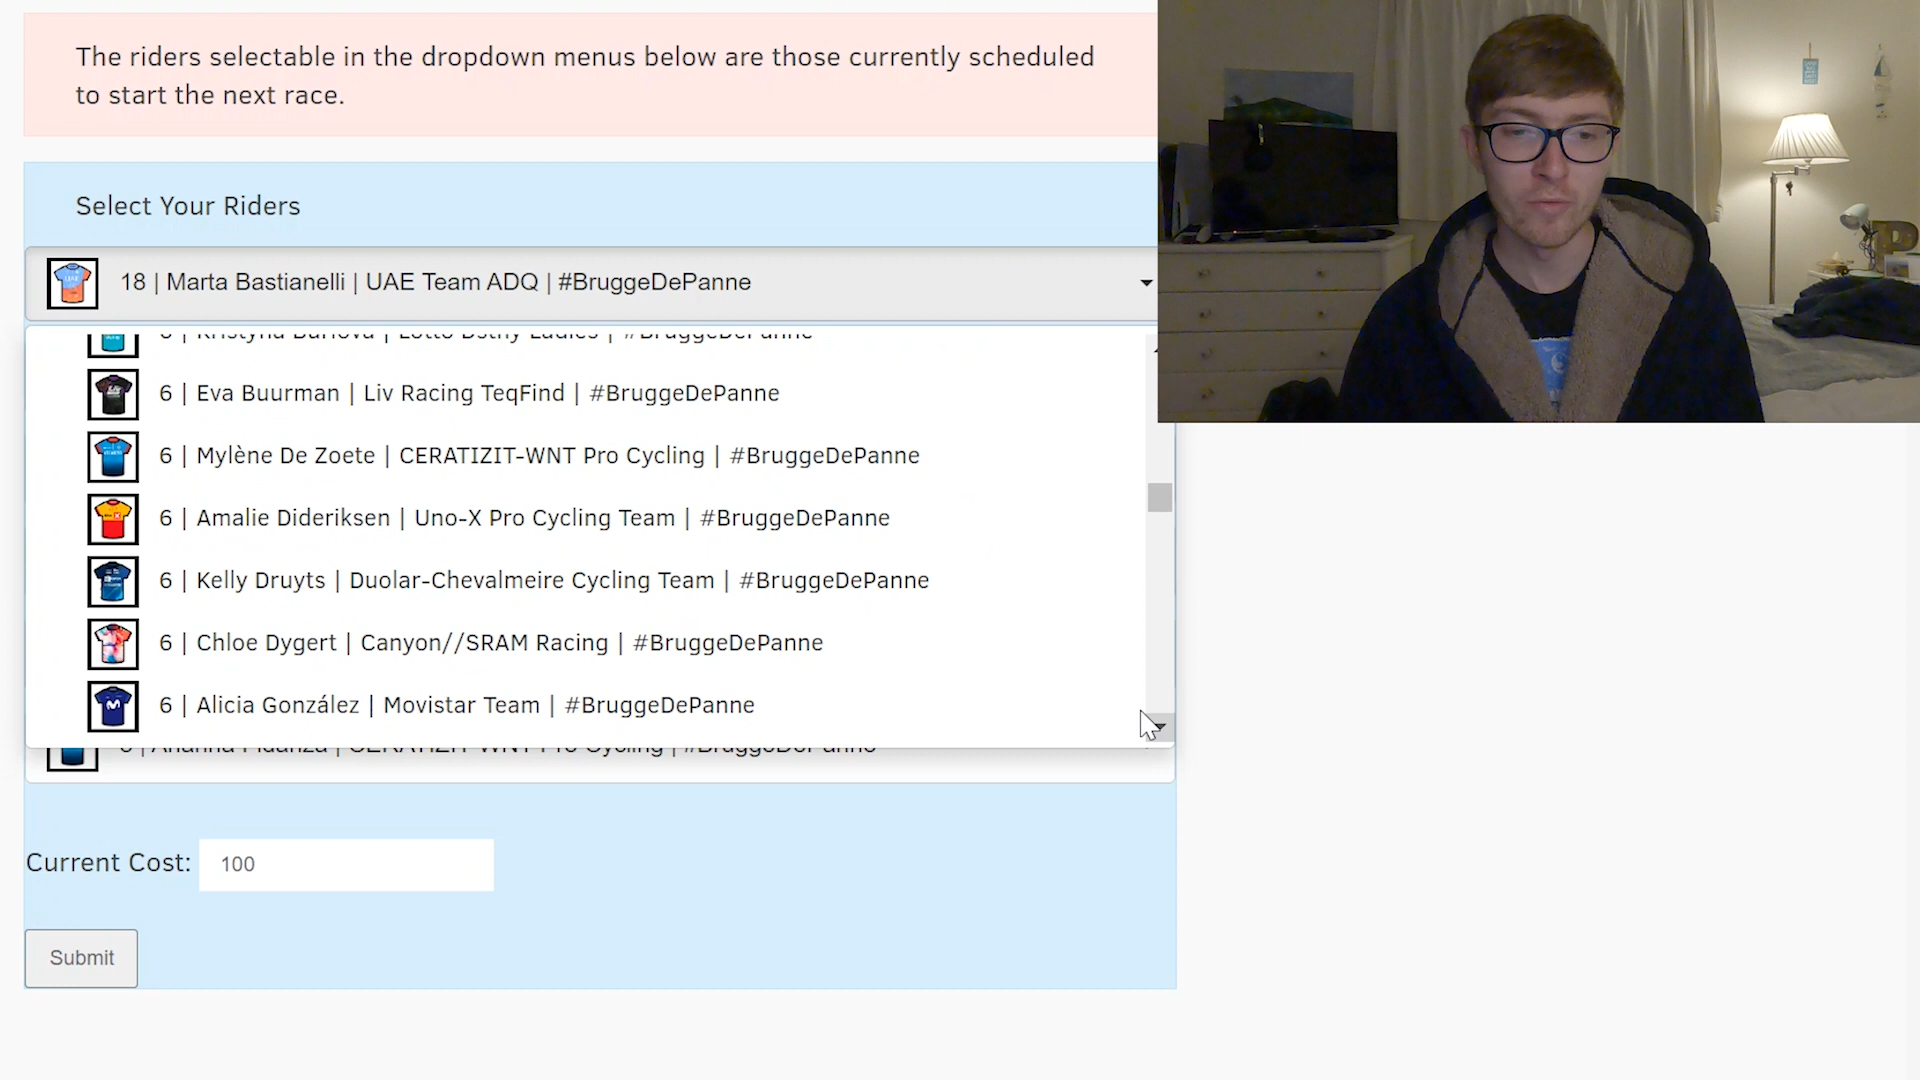 The riders selectable in the dropdown menus below are those currently scheduled
to start the next race.
Select Your Riders
18 | Marta Bastianelli | UAE Team ADQ | #BruggeDePanne
6 | Eva Buurman | Liv Racing TeqFind | #BruggeDePanne
6 | Mylène De Zoete | CERATIZIT-WNT Pro Cycling | #BruggeDePanne
6 | Amalie Dideriksen | Uno-X Pro Cycling Team | #BruggeDePanne
6 | Kelly Druyts | Duolar-Chevalmeire Cycling Team | #BruggeDePanne
6 | Chloe Dygert | Canyon//SRAM Racing | #BruggeDePanne
6 | Alicia González | Movistar Team | #BruggeDePanne
Current Cost: 100
Submit